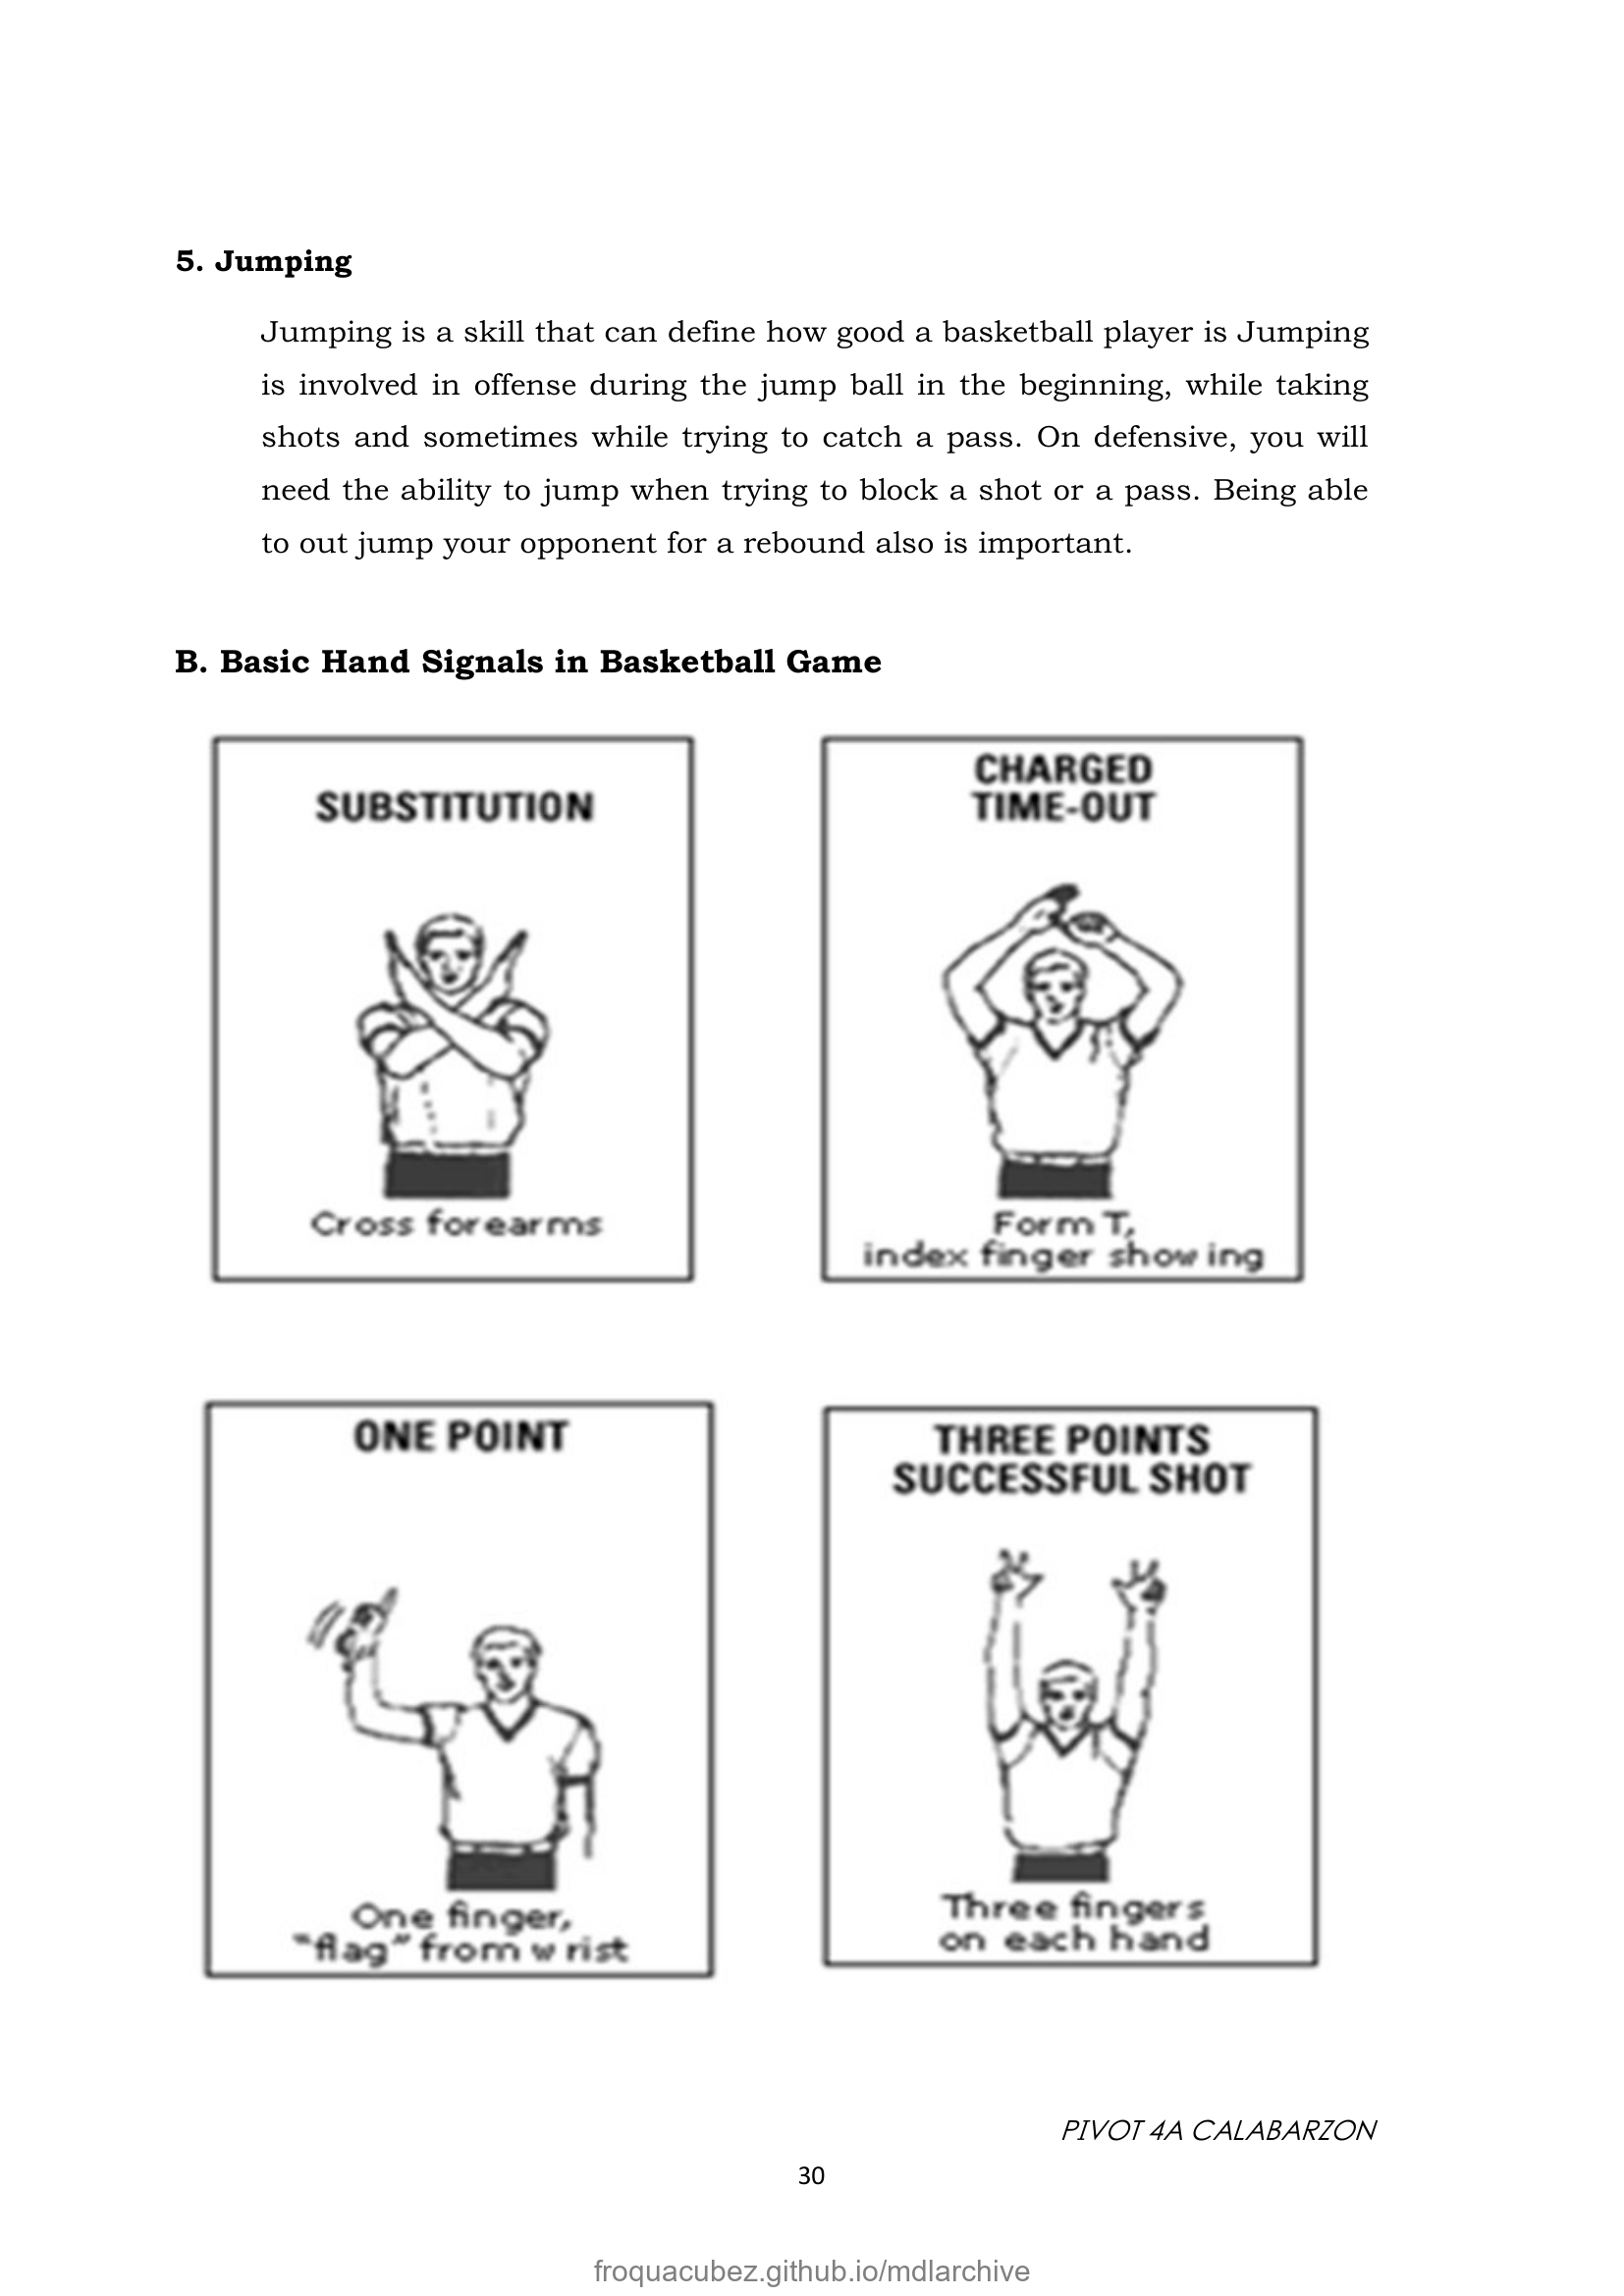 5. Jumping
Jumping is a skill that can define how good a basketball player is Jumping
is involved in offense during the jump ball in the beginning, while taking
shots and sometimes while trying to catch a pass. On defensive, you will
need the ability to jump when trying to block a shot or a pass. Being able
to out jump your opponent for a rebound also is important.
B. Basic Hand Signals in Basketball Game
SUBSTITUTION
Cross forearms
CHARGED
TIME-OUT
Form T,
index finger showing
ONE POINT
One finger,
"flag" from wrist
THREE POINTS
SUCCESSFUL SHOT
Three fingers
on each hand
PIVOT 4A CALABARZON
30
froquacubez.github.io/mdlarchive